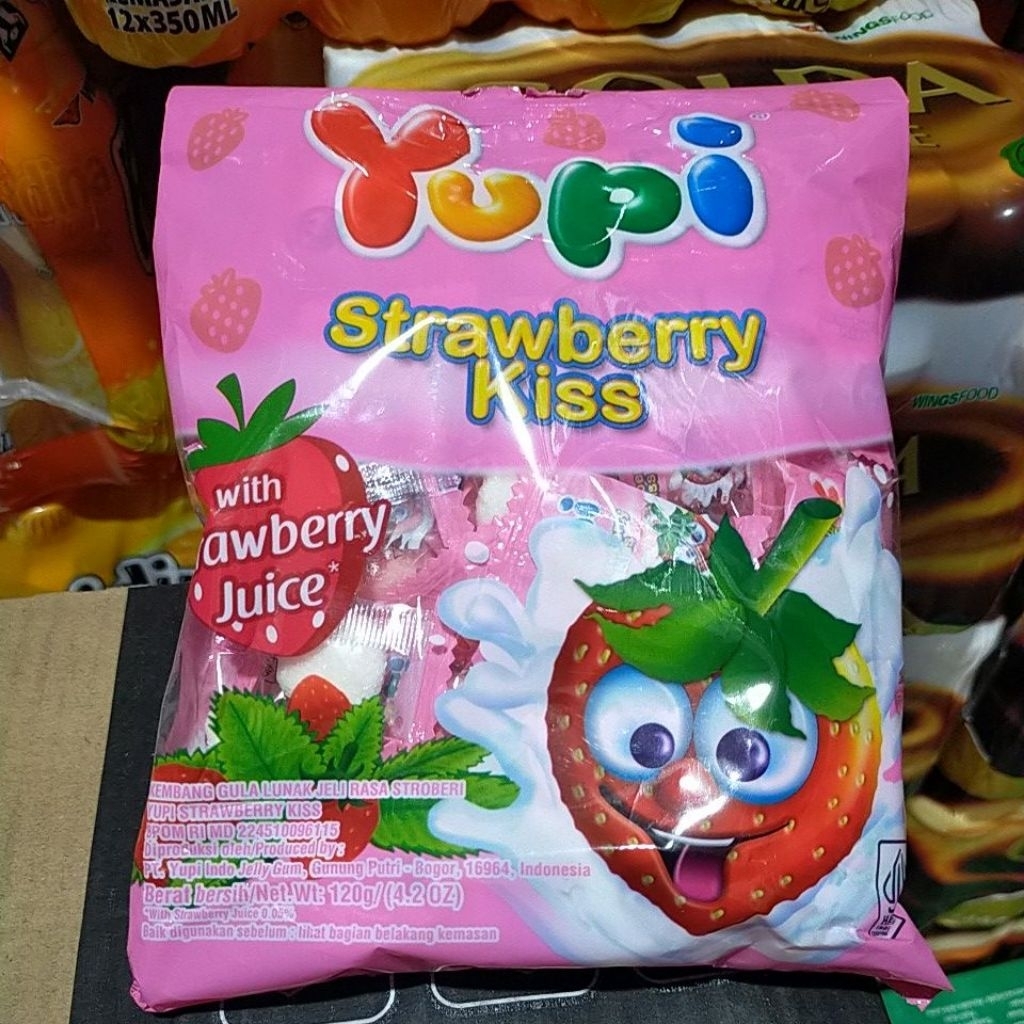 12x350ML
WINGSFOOD
Yupi
Strawberry
Kiss
WINGSFOOD
with
awberry
Juice*
KEMBANG GULA LUNAK JELI RASA STROBERI
YUPI STRAWBERRY KISS
BPOM RI MD 224510096115
Diproduksi oleh/Produced by :
PT. Yupi Indo Jelly Gum, Gunung Putri - Bogor, 16964, Indonesia
Berat bersih/Net Wt: 120g/ (4.2 OZ)
*With Strawberry Juice 0.05%
Baik digunakan sebelum : lihat bagian belakang kemasan